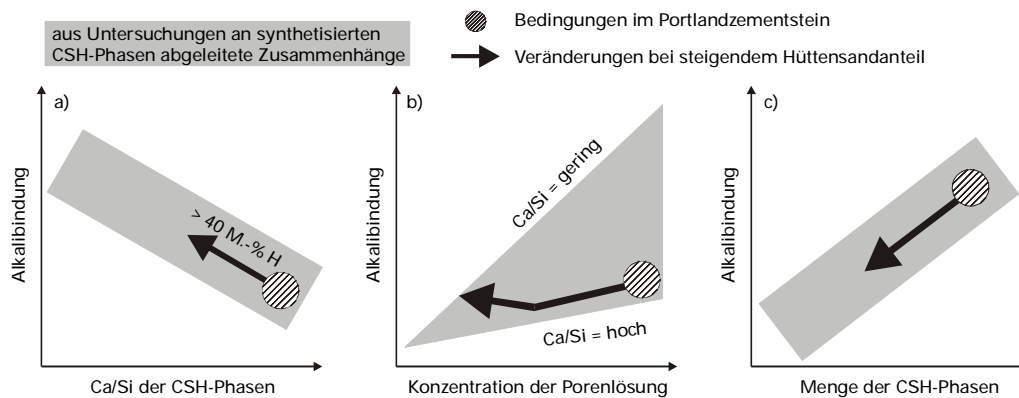 aus Untersuchungen an synthetisierten
CSH-Phasen abgeleitete Zusammenhänge
Bedingungen im Portlandzementstein
Veränderungen bei steigendem Hüttensandanteil
a)
Alkalibindung
> 40 M.-% H
Ca/Si der CSH-Phasen
b)
Alkalibindung
Ca/Si = gering
Ca/Si = hoch
Konzentration der Porenlösung
c)
Alkalibindung
Menge der CSH-Phasen